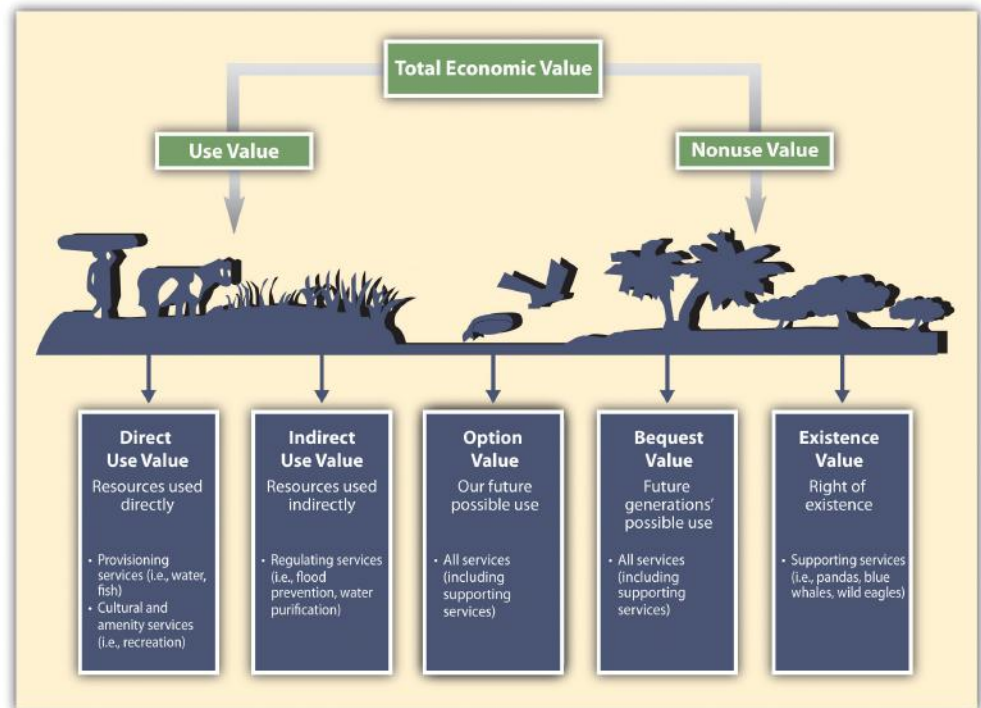 Total Economic Value
Use Value
Nonuse Value
Direct
Use Value
Resources used
directly
• Provisioning
services (i.e., water,
fish)
• Cultural and
amenity services
(i.e., recreation)
Indirect
Use Value
Resources used
indirectly
• Regulating services
(i.e., flood
prevention, water
purification)
Option
Value
Our future
possible use
• All services
(including
supporting
services)
Bequest
Value
Future
generations’
possible use
• All services
(including
supporting
services)
Existence
Value
Right of
existence
• Supporting services
(i.e., pandas, blue
whales, wild eagles)